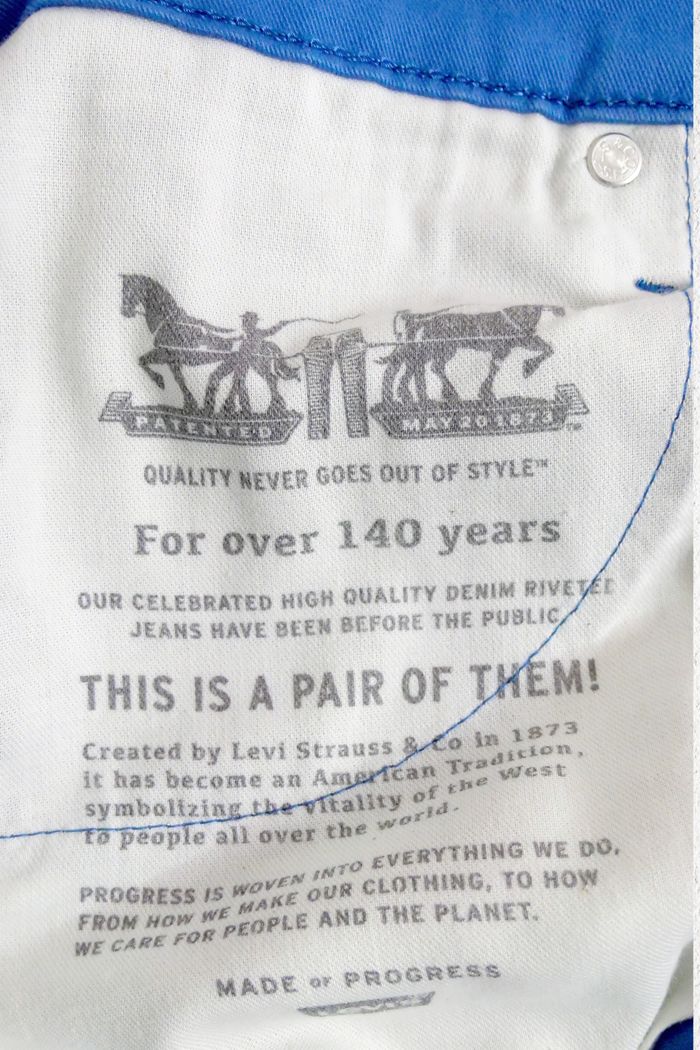 PATENTED
MAY 20 1873 ™
QUALITY NEVER GOES OUT OF STYLE™
For over 140 years
OUR CELEBRATED HIGH QUALITY DENIM RIVETED
JEANS HAVE BEEN BEFORE THE PUBLIC
THIS IS A PAIR OF THEM!
Created by Levi Strauss & Co in 1873
it has become an American Tradition,
symbolizing the vitality of the West
to people all over the world.
PROGRESS IS WOVEN INTO EVERYTHING WE DO,
FROM HOW WE MAKE OUR CLOTHING, TO HOW
WE CARE FOR PEOPLE AND THE PLANET.
MADE OF PROGRESS